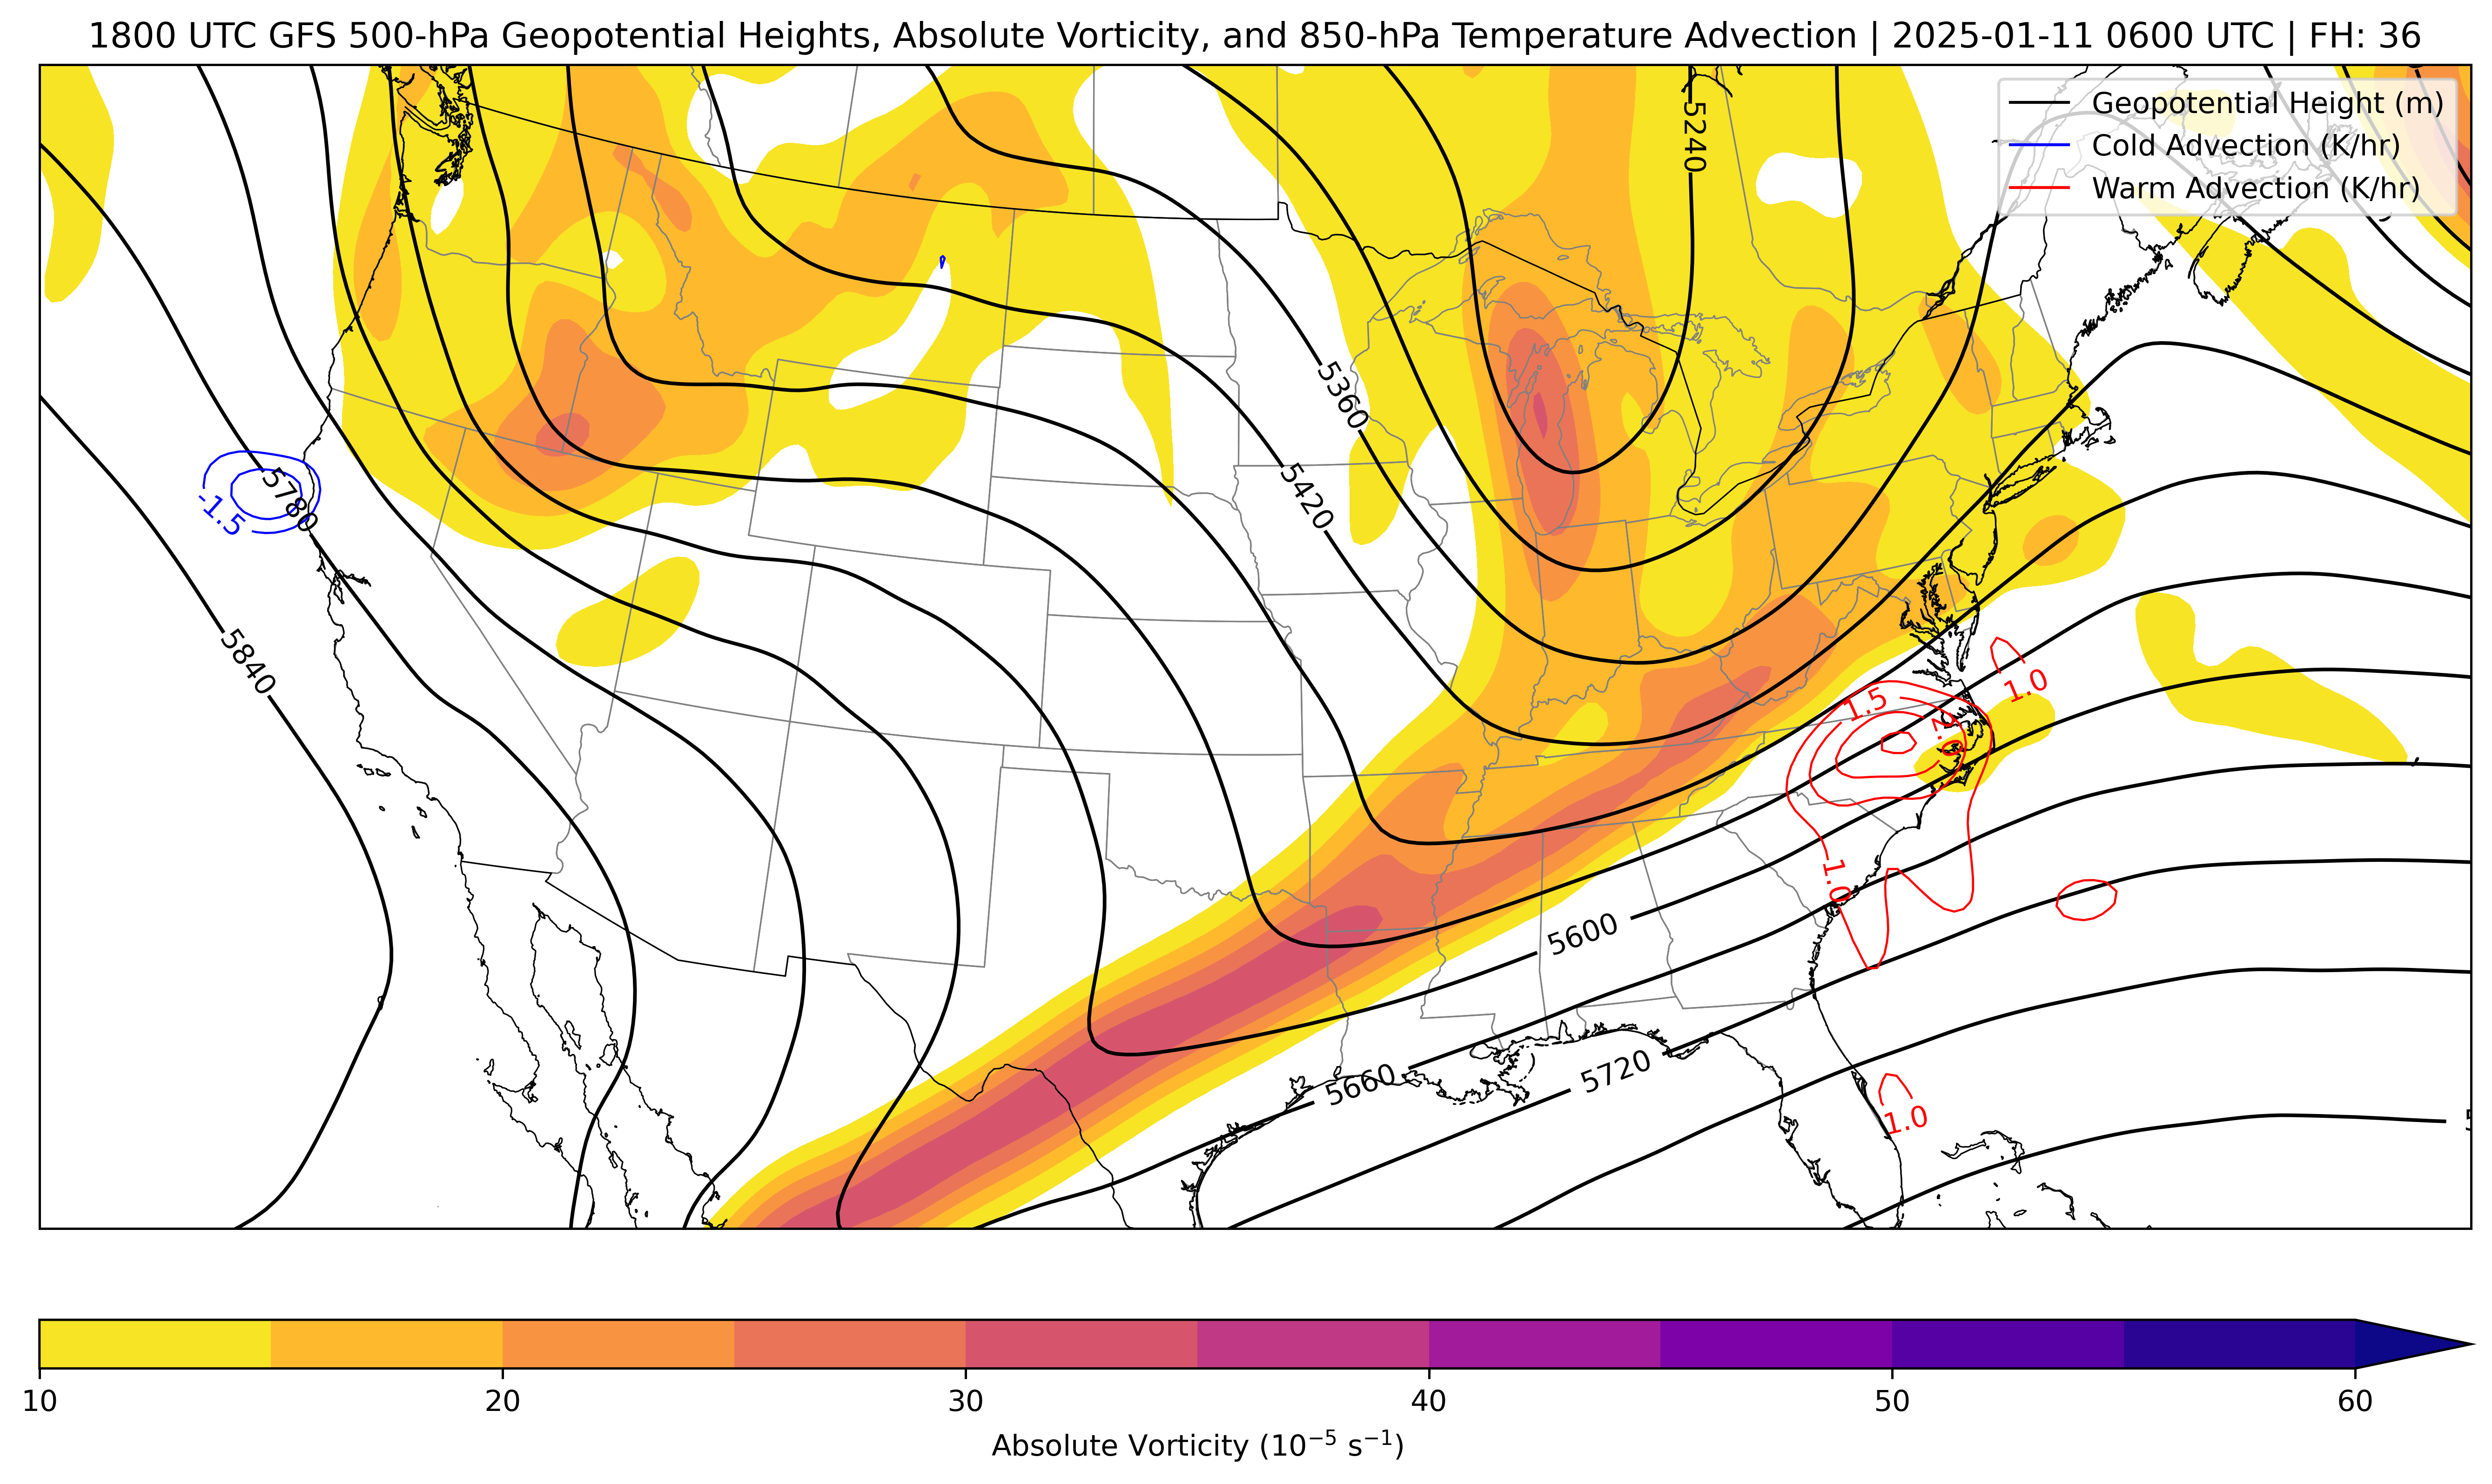 1800 UTC GFS 500-hPa Geopotential Heights, Absolute Vorticity, and 850-hPa Temperature Advection | 2025-01-11 0600 UTC | FH: 36
Geopotential Height (m)
Cold Advection (K/hr)
Warm Advection (K/hr)
5240
5360
5420
5780
-1.5
5840
1.0
1.5
2.0
1.0
5600
5660
5720
1.0
10 20 30 40 50 60
Absolute Vorticity (10⁻⁵ s⁻¹)